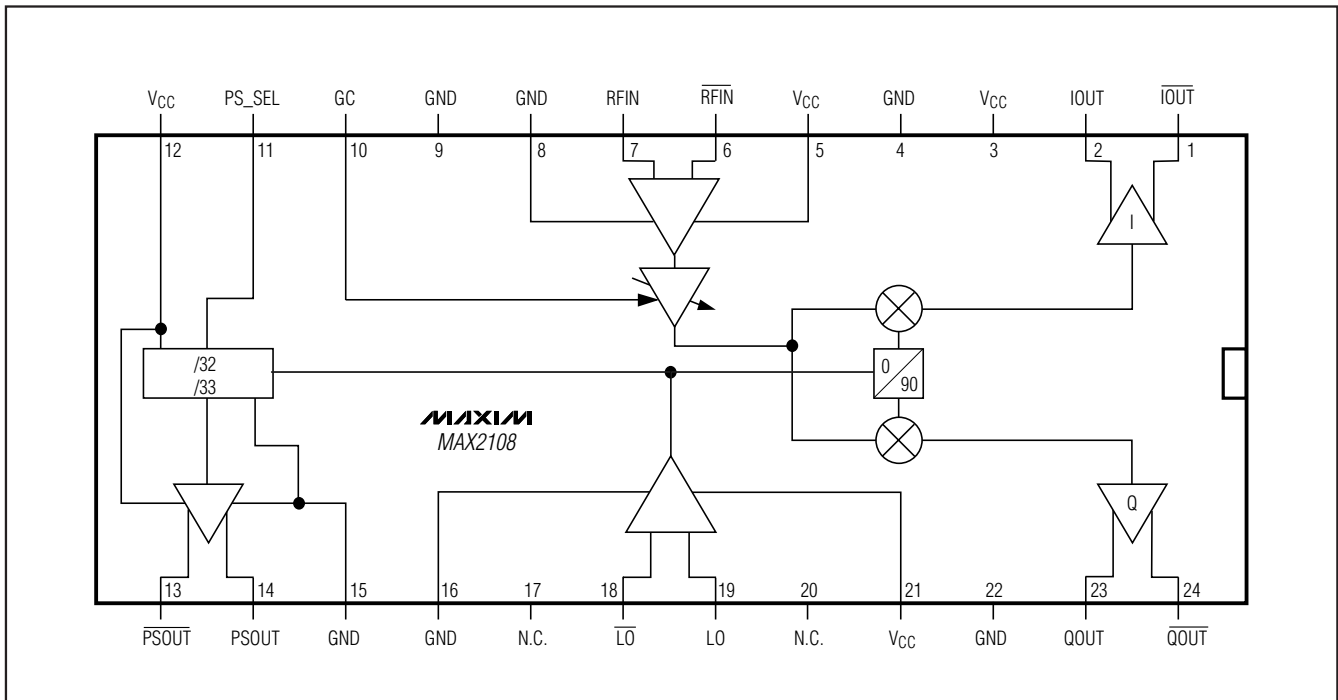 VCC PS_SEL GC GND GND RFIN RFIN VCC GND VCC IOUT IOUT
12 11 10 9 8 7 6 5 4 3 2 1
I
/32
/33
0
90
MAXIM
MAX2108
Q
13 14 15 16 17 18 19 20 21 22 23 24
PSOUT PSOUT GND GND N.C. LO LO N.C. VCC GND QOUT QOUT